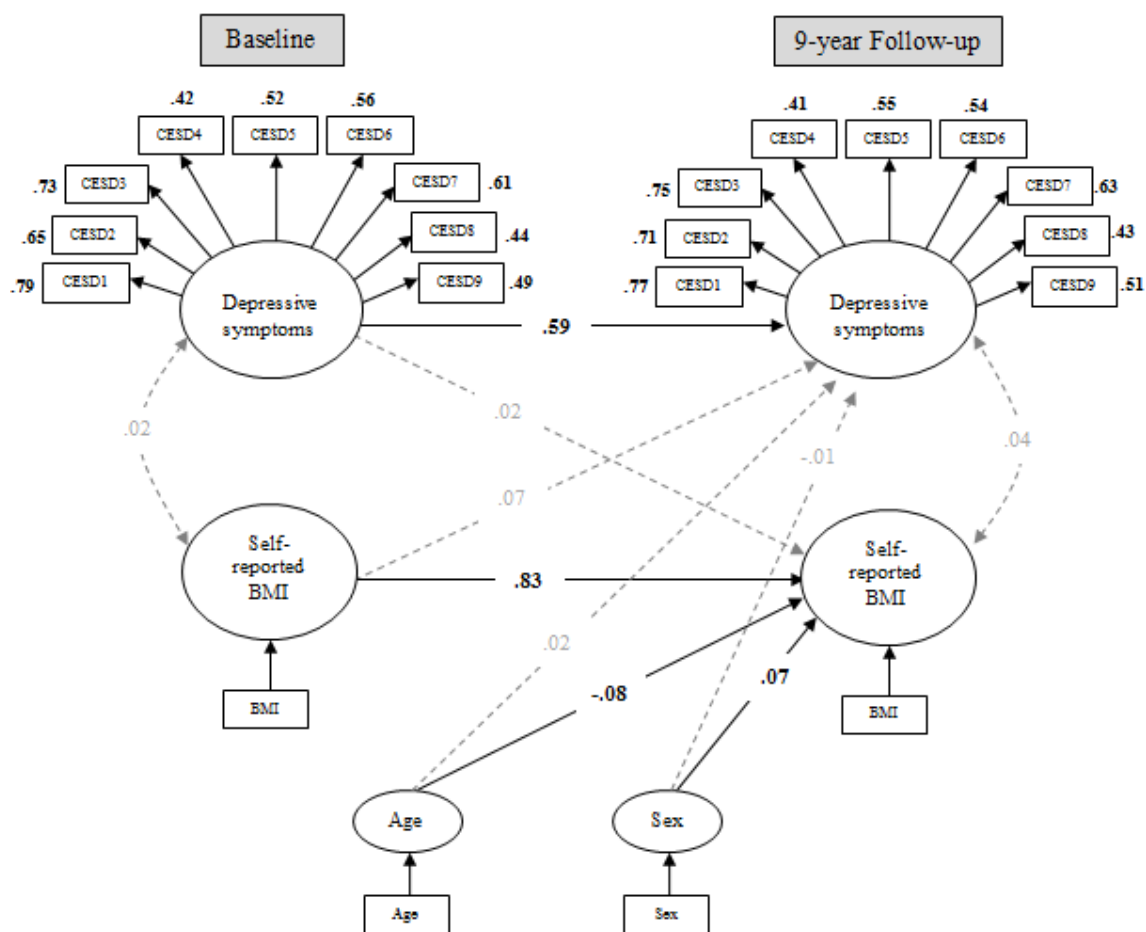 Baseline
9-year Follow-up
.42
.52
.56
CESD4
CESD5
CESD6
.73
CESD3
CESD7
.61
.65
CESD2
CESD8
.44
.79
CESD1
CESD9
.49
Depressive
symptoms
.41
.55
.54
CESD4
CESD5
CESD6
.75
CESD3
CESD7
.63
.71
CESD2
CESD8
.43
.77
CESD1
CESD9
.51
Depressive
symptoms
.59
.02
.02
-.01
.04
.07
Self-
reported
BMI
.83
Self-
reported
BMI
.02
-.08
.07
BMI
BMI
Age
Sex
Age
Sex